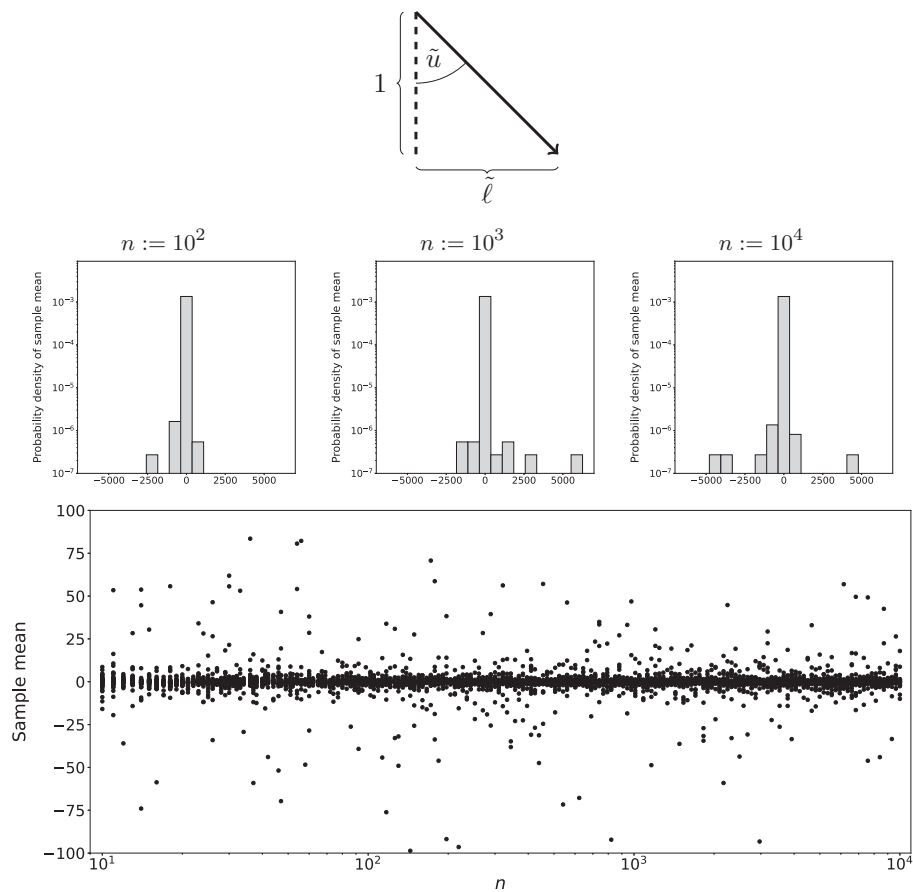 1
ũ
ℓ̃
n := 10²
n := 10³
n := 10⁴
Probability density of sample mean
10⁻³
10⁻⁴
10⁻⁵
10⁻⁶
10⁻⁷
−5000 −2500 0 2500 5000
Probability density of sample mean
10⁻³
10⁻⁴
10⁻⁵
10⁻⁶
10⁻⁷
−5000 −2500 0 2500 5000
Probability density of sample mean
10⁻³
10⁻⁴
10⁻⁵
10⁻⁶
10⁻⁷
−5000 −2500 0 2500 5000
Sample mean
100
75
50
25
0
−25
−50
−75
−100
10¹ 10² 10³ 10⁴
n